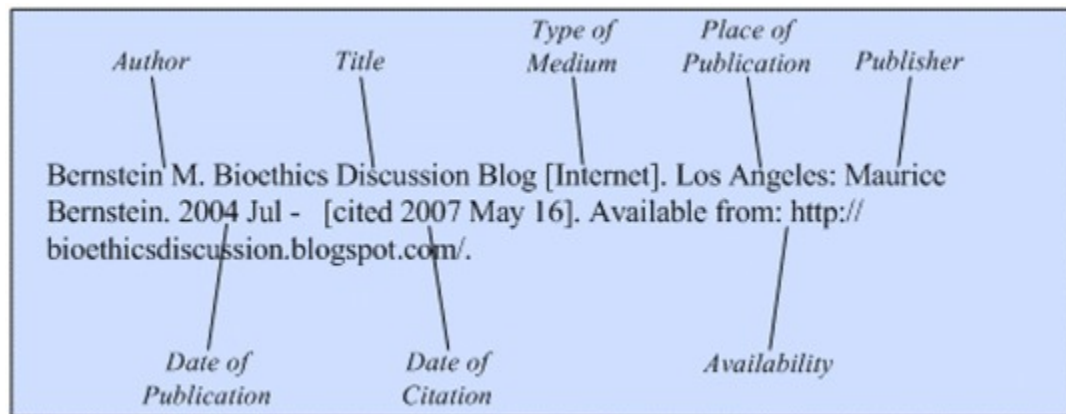 Type of Place of
Author Title Medium Publication Publisher
Bernstein M. Bioethics Discussion Blog [Internet]. Los Angeles: Maurice
Bernstein. 2004 Jul - [cited 2007 May 16]. Available from: http://
bioethicsdiscussion.blogspot.com/.
Date of Date of Availability
Publication Citation